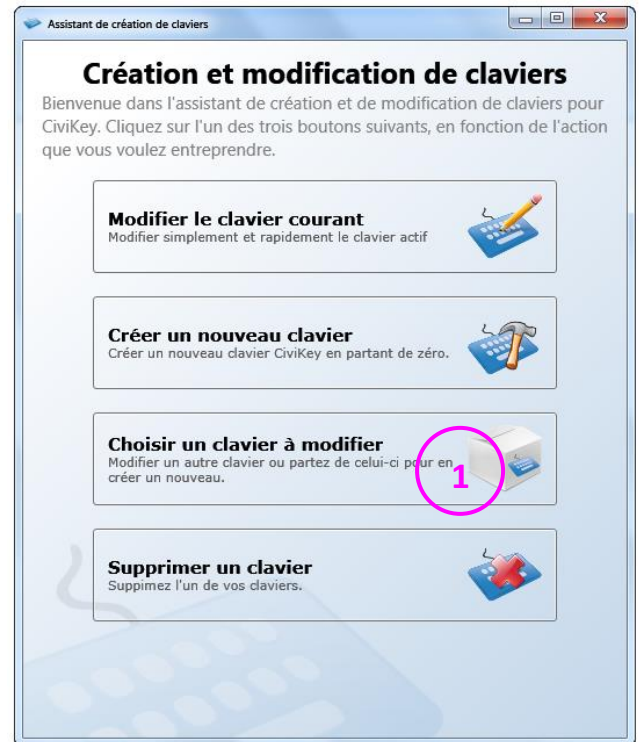 Assistant de création de claviers
Création et modification de claviers
Bienvenue dans l'assistant de création et de modification de claviers pour
CiviKey. Cliquez sur l'un des trois boutons suivants, en fonction de l'action
que vous voulez entreprendre.
Modifier le clavier courant
Modifier simplement et rapidement le clavier actif
Créer un nouveau clavier
Créer un nouveau clavier CiviKey en partant de zéro.
Choisir un clavier à modifier
Modifier un autre clavier ou partez de celui-ci pour en
créer un nouveau.
1
Supprimer un clavier
Suppimez l'un de vos claviers.